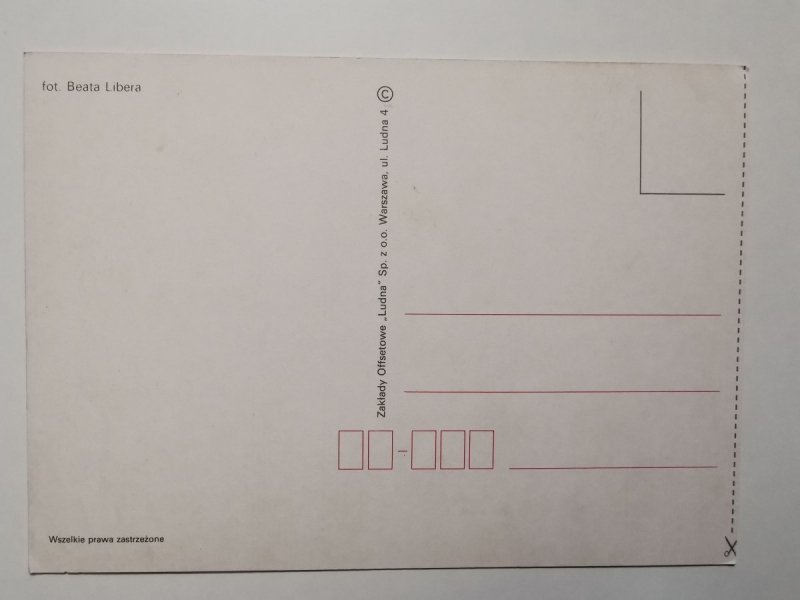 fot. Beata Libera
Zakłady Offsetowe „Ludna” Sp. z o.o. Warszawa, ul. Ludna 4 ©
Wszelkie prawa zastrzeżone